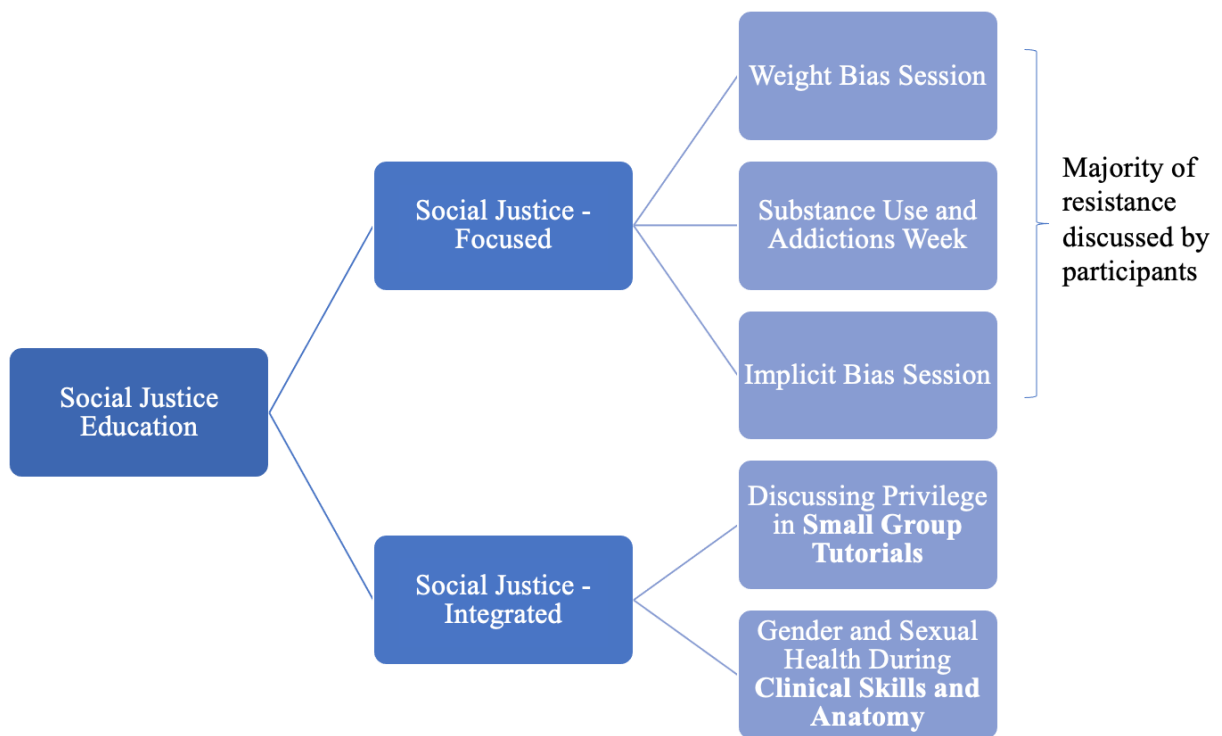 Social Justice
Education
Social Justice -
Focused
Social Justice -
Integrated
Weight Bias Session
Substance Use and
Addictions Week
Implicit Bias Session
Discussing Privilege
in Small Group
Tutorials
Gender and Sexual
Health During
Clinical Skills and
Anatomy
Majority of
resistance
discussed by
participants